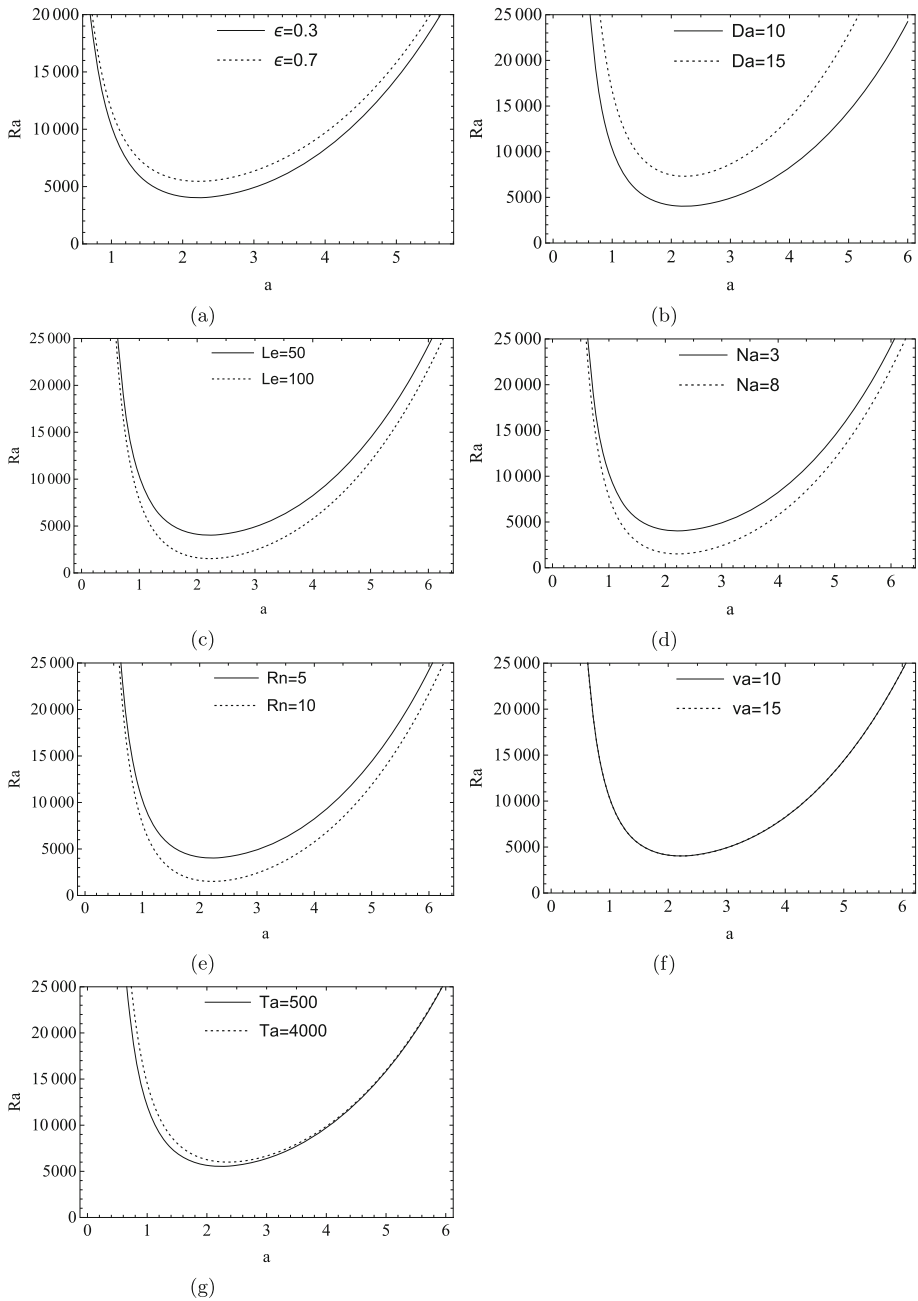 20 000
15 000
10 000
5000
0
Ra
ϵ=0.3
ϵ=0.7
1 2 3 4 5
a
(a)
25 000
20 000
15 000
10 000
5000
0
Ra
Da=10
Da=15
0 1 2 3 4 5 6
a
(b)
25 000
20 000
15 000
10 000
5000
0
Ra
Le=50
Le=100
0 1 2 3 4 5 6
a
(c)
25 000
20 000
15 000
10 000
5000
0
Ra
Na=3
Na=8
0 1 2 3 4 5 6
a
(d)
25 000
20 000
15 000
10 000
5000
0
Ra
Rn=5
Rn=10
0 1 2 3 4 5 6
a
(e)
25 000
20 000
15 000
10 000
5000
0
Ra
va=10
va=15
0 1 2 3 4 5 6
a
(f)
25 000
20 000
15 000
10 000
5000
0
Ra
Ta=500
Ta=4000
0 1 2 3 4 5 6
a
(g)